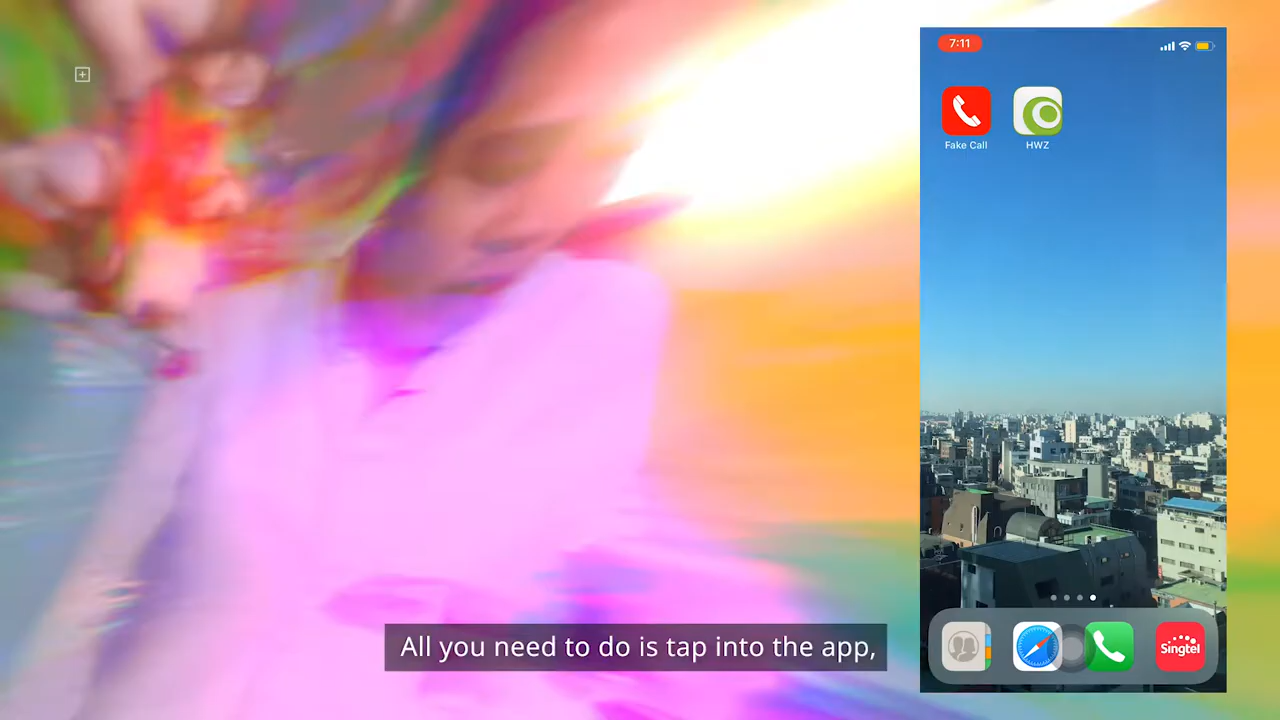 7:11
Fake Call
HWZ
All you need to do is tap into the app,
Singtel